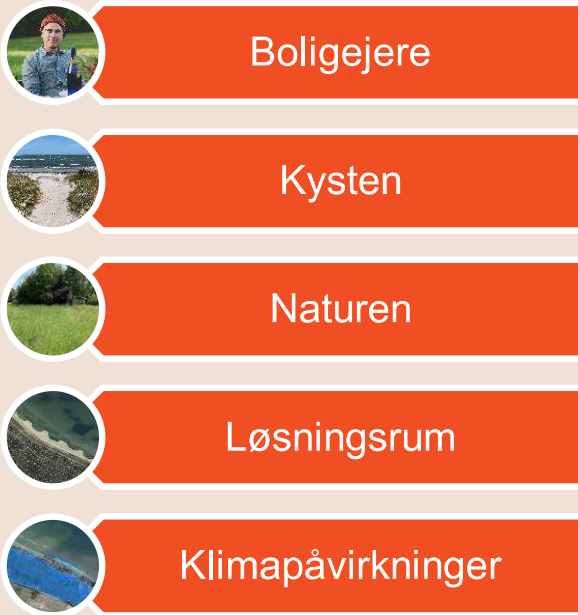 Boligejere
Kysten
Naturen
Løsningsrum
Klimapåvirkninger